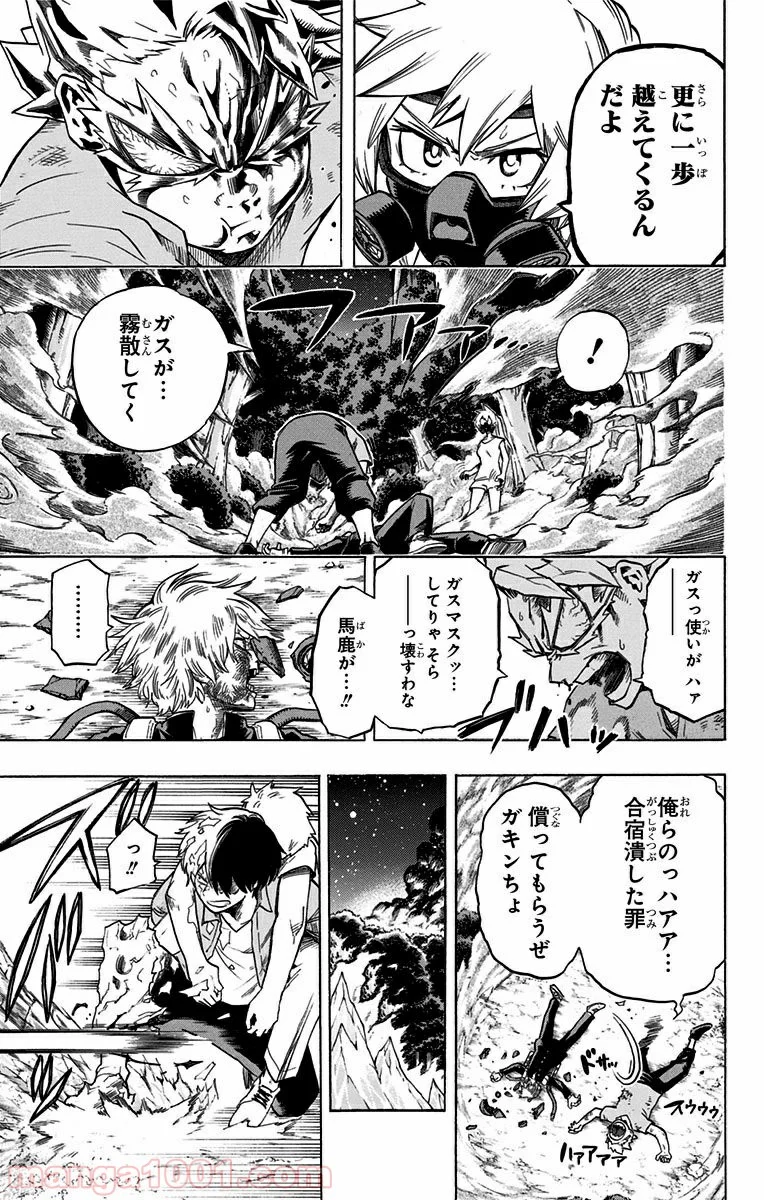 更に一歩
越えてくるん
だよ
！
ファァ
ガスが…
霧散してく
ガスっ使いがハァ
ガスマスクッ…
してりゃそら
──っ壊すわな
──
馬鹿が…!!
………
俺らのっハアァ…
合宿潰した罪
償ってもらうぜ
ガキンちょ
ドサッ
スウウウ
ハァアアア
っ!!
manga1001.com